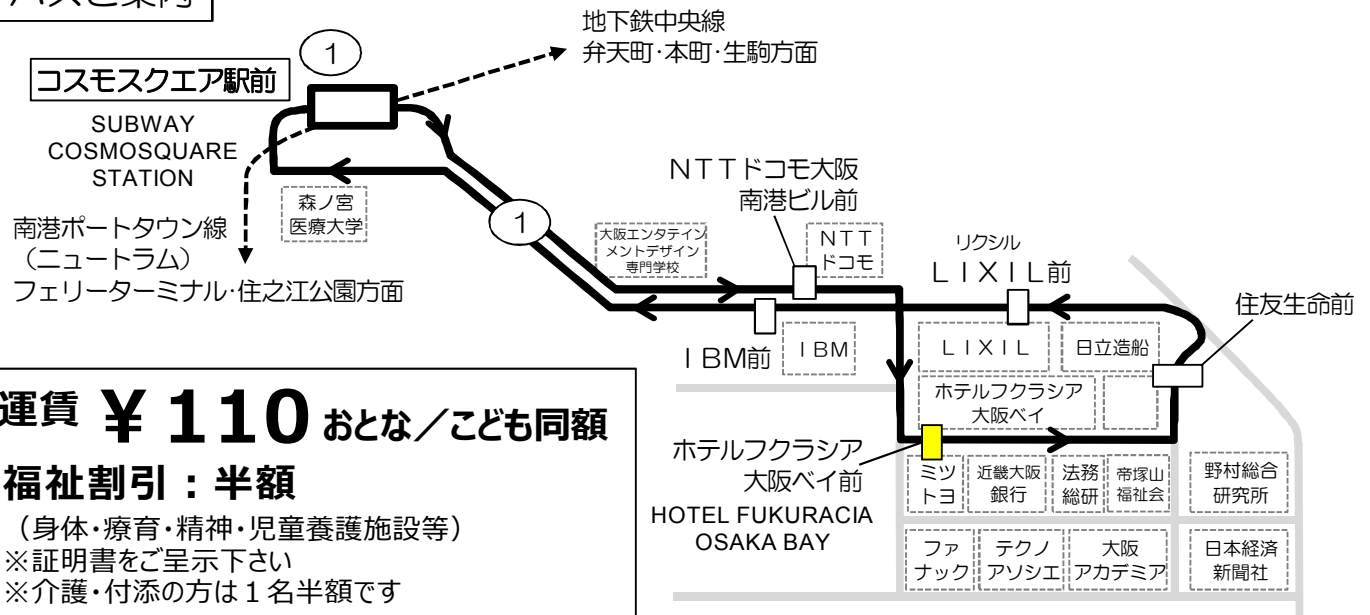 バスご案内
地下鉄中央線
弁天町・本町・生駒方面
1
コスモスクエア駅前
SUBWAY
COSMOSQUARE
STATION
南港ポートタウン線
（ニュートラム）
フェリーターミナル・住之江公園方面
森ノ宮
医療大学
1
大阪エンタテイン
メントデザイン
専門学校
ＮＴＴドコモ大阪
南港ビル前
ＮＴＴ
ドコモ
リクシル
ＬＩＸＩＬ前
住友生命前
ＩＢＭ前
ＩＢＭ
ＬＩＸＩＬ
日立造船
ホテルフクラシア
大阪ベイ
ホテルフクラシア
大阪ベイ前
HOTEL FUKURACIA
OSAKA BAY
ミツ
トヨ
近畿大阪
銀行
法務
総研
帝塚山
福祉会
野村総合
研究所
ファ
ナック
テクノ
アソシエ
大阪
アカデミア
日本経済
新聞社
運賃 ￥110 おとな／こども同額
福祉割引：半額
（身体・療育・精神・児童養護施設等）
※証明書をご呈示下さい
※介護・付添の方は１名半額です